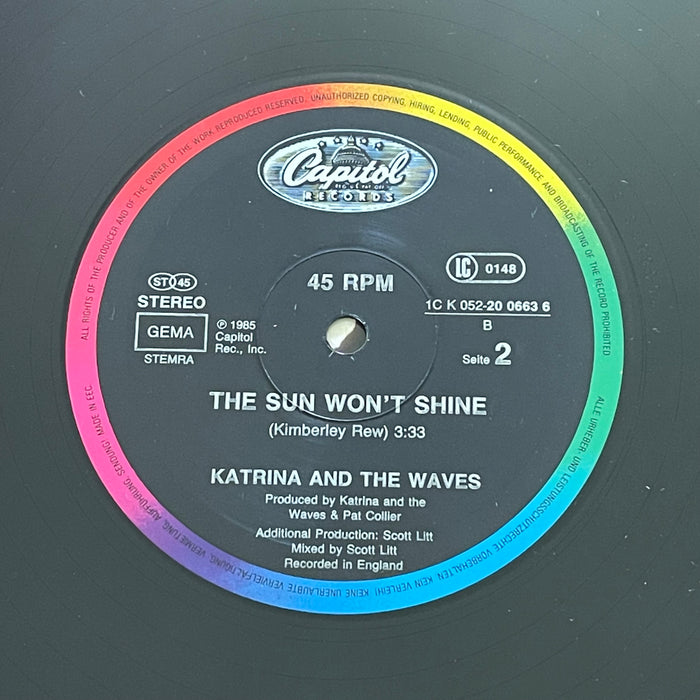 ALL RIGHTS OF THE PRODUCER AND OF THE OWNER OF THE WORK REPRODUCED RESERVED. UNAUTHORIZED COPYING, HIRING, LENDING, PUBLIC PERFORMANCE AND BROADCASTING OF THE RECORD PROHIBITED.
Capitol
REG. U.S. PAT. OFF.
RECORDS
45 RPM
LC 0148
ST 45
STEREO
GEMA
STEMRA
℗ 1985
Capitol
Rec., Inc.
1C K 052-20 0663 6
B
Seite 2
THE SUN WON'T SHINE
(Kimberley Rew) 3:33
KATRINA AND THE WAVES
Produced by Katrina and the
Waves & Pat Collier
Additional Production: Scott Litt
Mixed by Scott Litt
Recorded in England
ALLE URHEBER- UND LEISTUNGSSCHUTZRECHTE VORBEHALTEN KEIN VERLEIH! KEINE UNERLAUBTE VERVIELFÄLTIGUNG, VERMIETUNG, AUFFÜHRUNG, SENDUNG! MADE IN EEC.